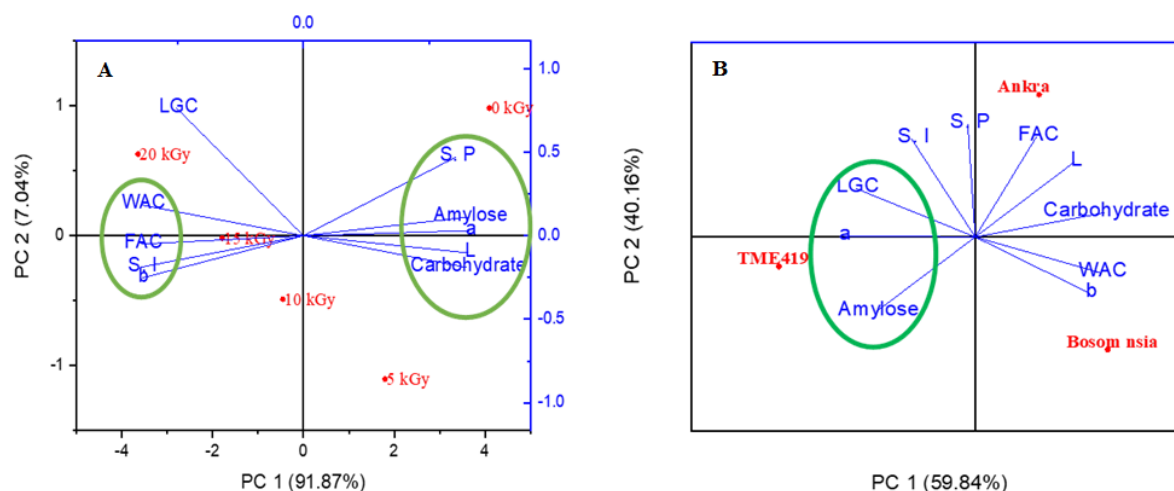 0.0
A
1.0
1
LGC
0 kGy
S. P
20 kGy
0.5
WAC
Amylose
a
0
FAC
15 kGy
0.0
L
S. I
Carbohydrate
b
10 kGy
-0.5
-1
5 kGy
-1.0
-4
-2
0
2
4
PC 1 (91.87%)
PC 2 (7.04%)
B
Ankra
S. P
S. I
FAC
L
LGC
Carbohydrate
a
TME419
WAC
b
Amylose
Bosom nsia
PC 1 (59.84%)
PC 2 (40.16%)